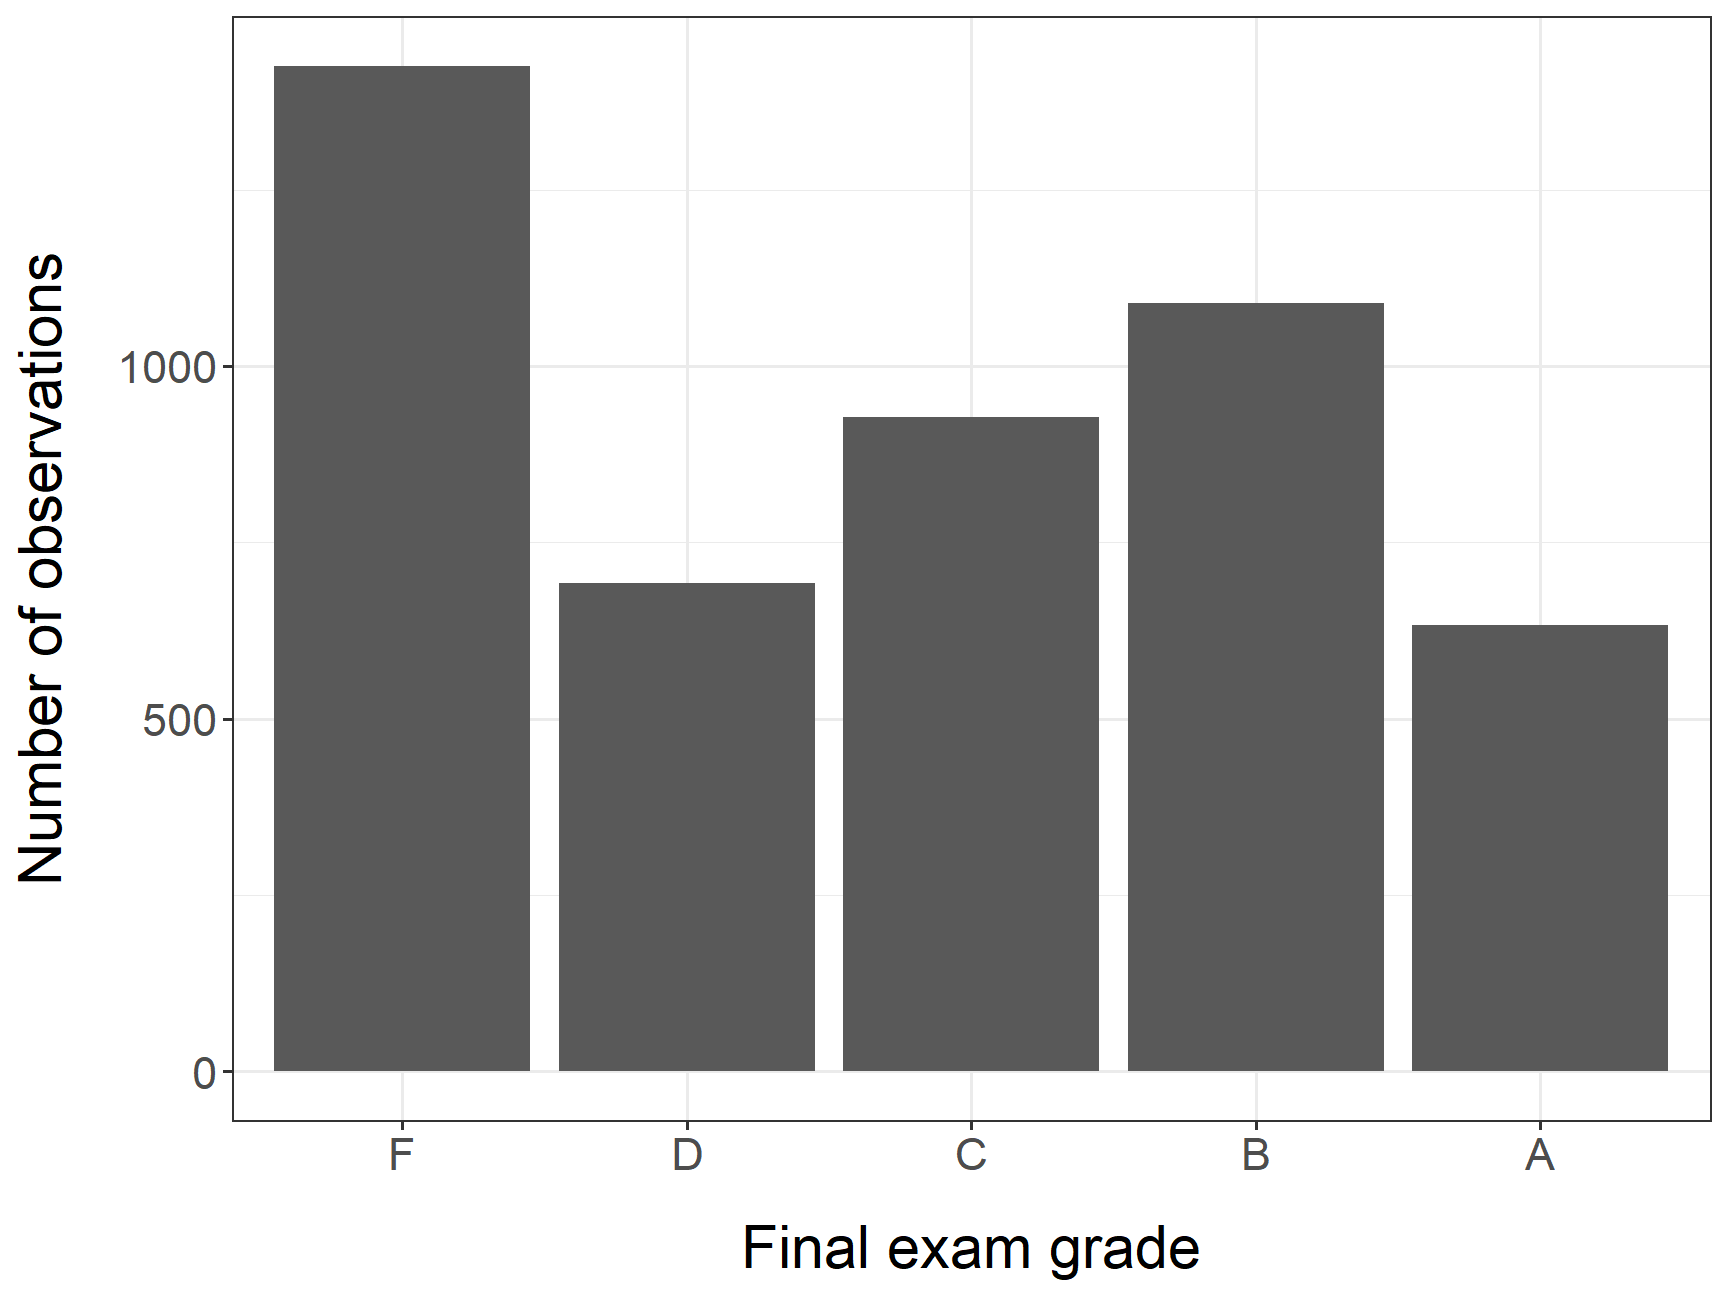 Number of observations
1000
500
0
F D C B A
Final exam grade